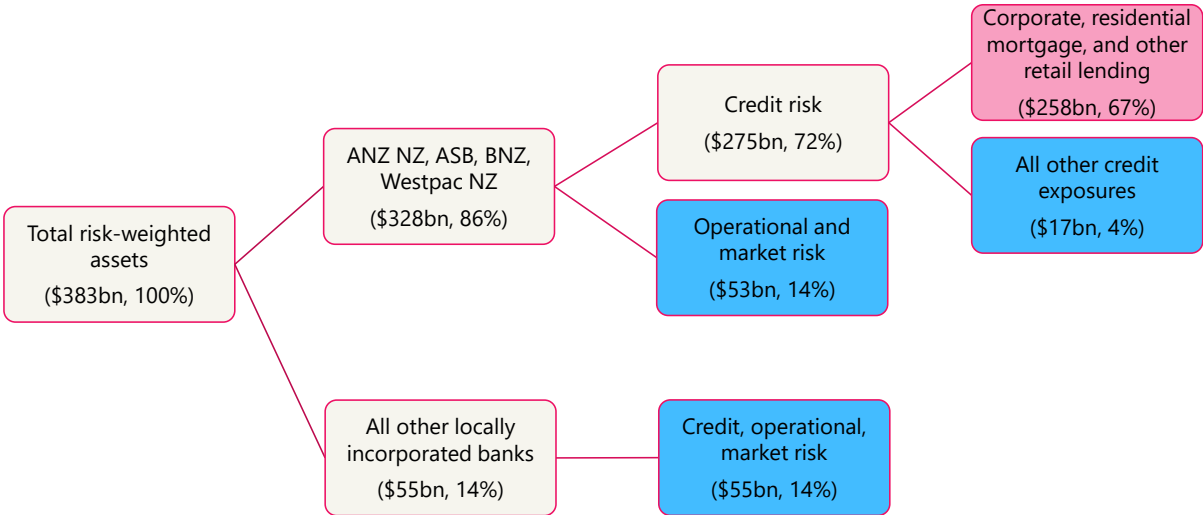 Total risk-weighted
assets
($383bn, 100%)
ANZ NZ, ASB, BNZ,
Westpac NZ
($328bn, 86%)
All other locally
incorporated banks
($55bn, 14%)
Credit risk
($275bn, 72%)
Operational and
market risk
($53bn, 14%)
Credit, operational,
market risk
($55bn, 14%)
Corporate, residential
mortgage, and other
retail lending
($258bn, 67%)
All other credit
exposures
($17bn, 4%)